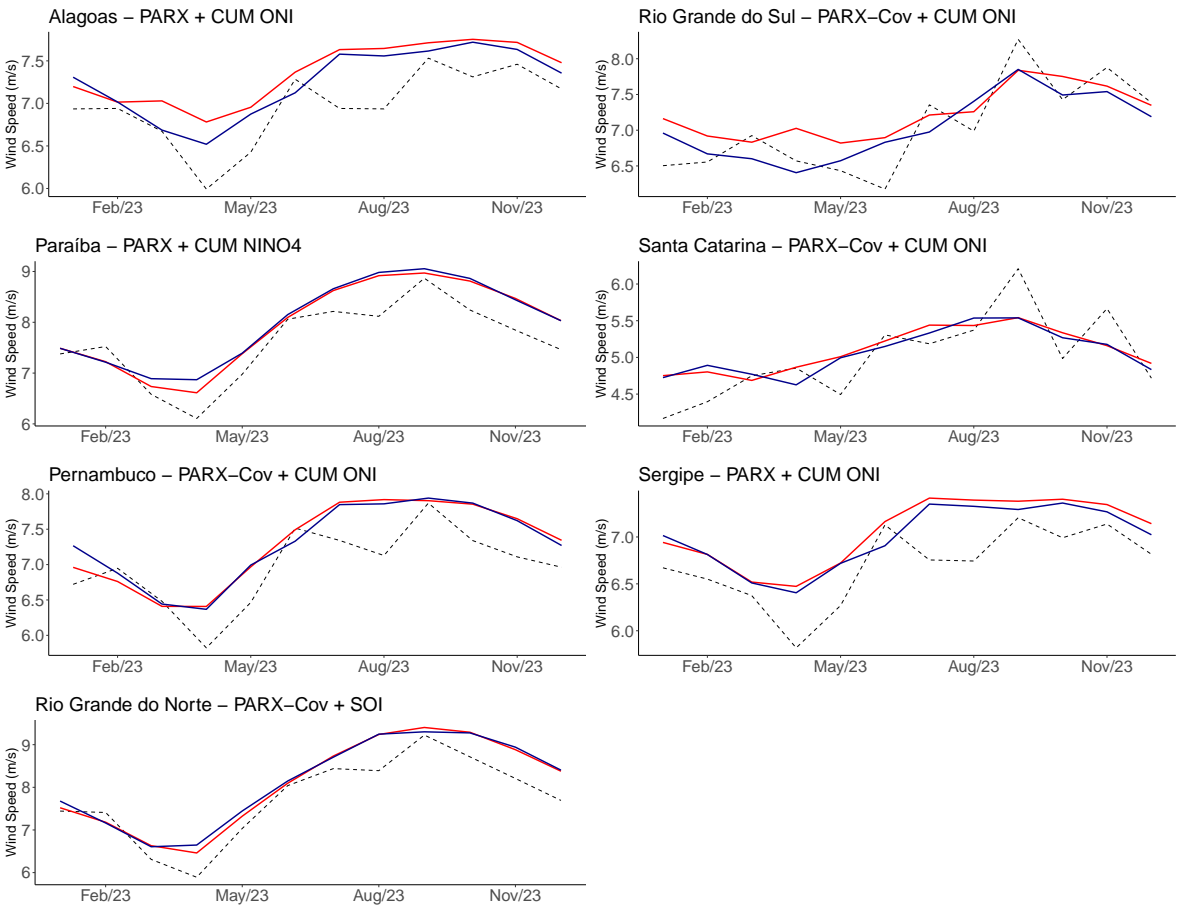 Alagoas – PARX + CUM ONI
Wind Speed (m/s)
7.5
7.0
6.5
6.0
Feb/23 May/23 Aug/23 Nov/23
Rio Grande do Sul – PARX–Cov + CUM ONI
Wind Speed (m/s)
8.0
7.5
7.0
6.5
Feb/23 May/23 Aug/23 Nov/23
Paraíba – PARX + CUM NINO4
Wind Speed (m/s)
9
8
7
6
Feb/23 May/23 Aug/23 Nov/23
Santa Catarina – PARX–Cov + CUM ONI
Wind Speed (m/s)
6.0
5.5
5.0
4.5
Feb/23 May/23 Aug/23 Nov/23
Pernambuco – PARX–Cov + CUM ONI
Wind Speed (m/s)
8.0
7.5
7.0
6.5
6.0
Feb/23 May/23 Aug/23 Nov/23
Sergipe – PARX + CUM ONI
Wind Speed (m/s)
7.0
6.5
6.0
Feb/23 May/23 Aug/23 Nov/23
Rio Grande do Norte – PARX–Cov + SOI
Wind Speed (m/s)
9
8
7
6
Feb/23 May/23 Aug/23 Nov/23